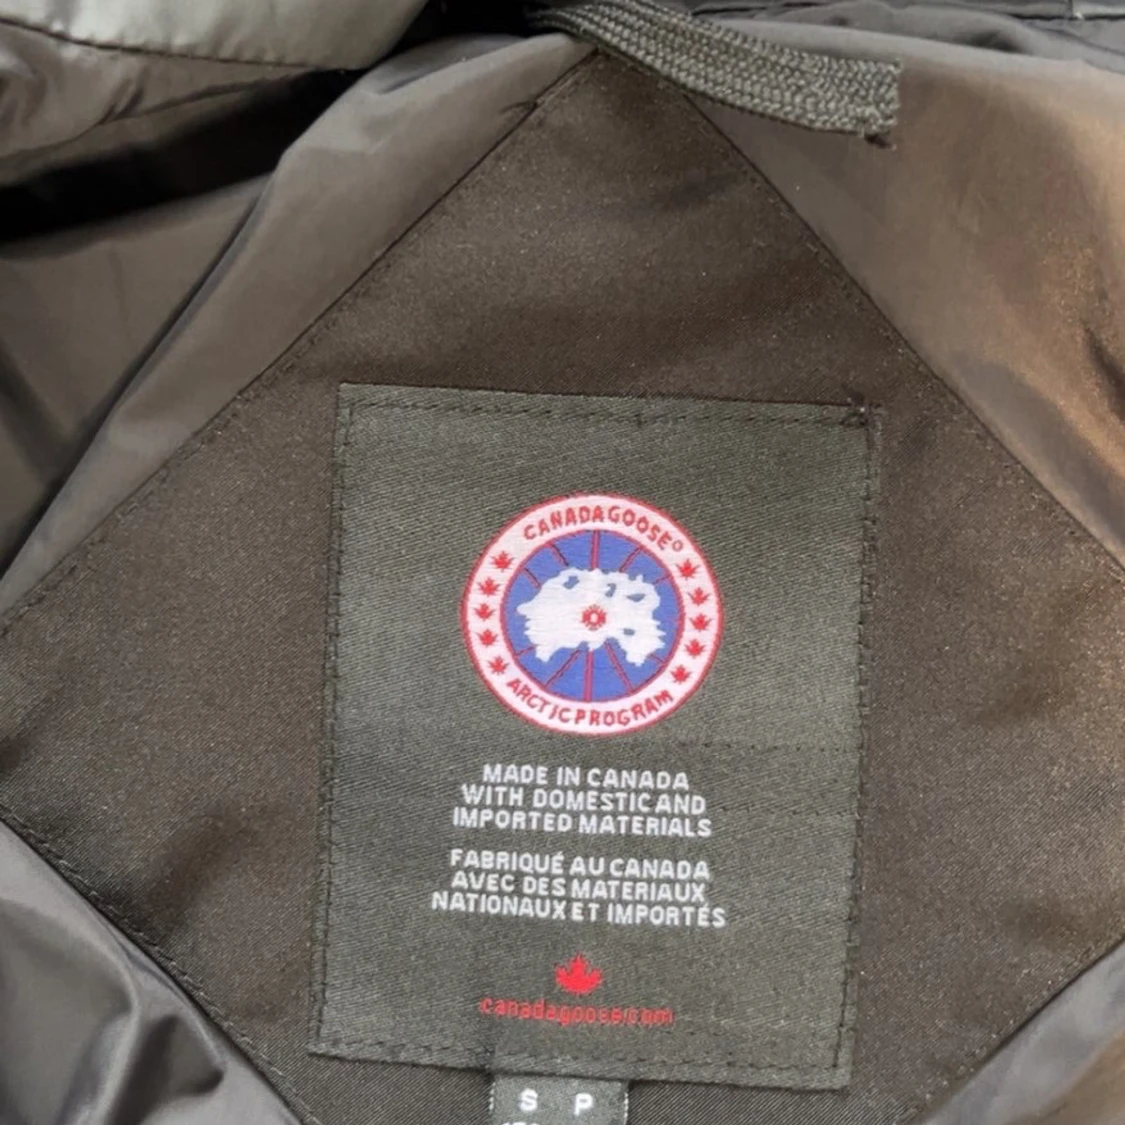 CANADA GOOSE
ARCTIC PROGRAM
MADE IN CANADA
WITH DOMESTIC AND
IMPORTED MATERIALS
FABRIQUÉ AU CANADA
AVEC DES MATERIAUX
NATIONAUX ET IMPORTÉS
canadagoose.com
S P